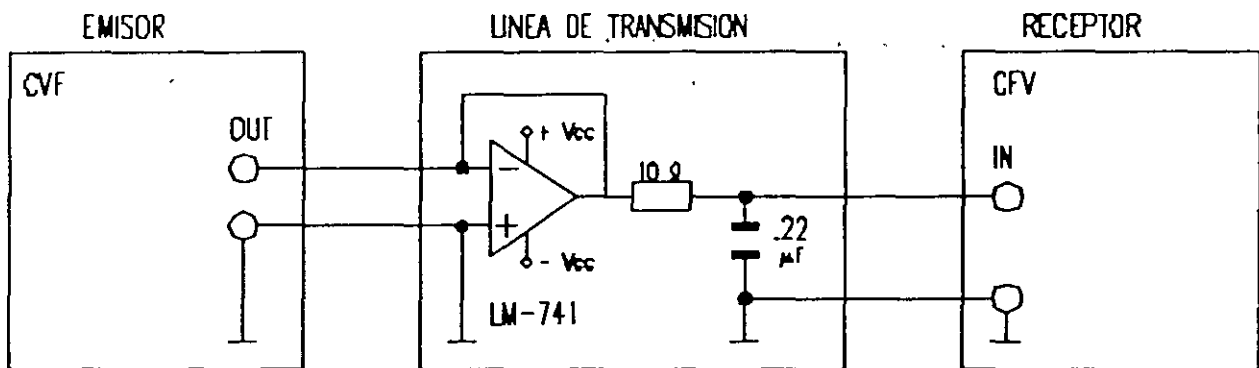 EMISOR
LINEA DE TRANSMISION
RECEPTOR
CVF
CFV
OUT
+ Vcc
IN
10 Ω
-
+
.22
μF
- Vcc
LM-741